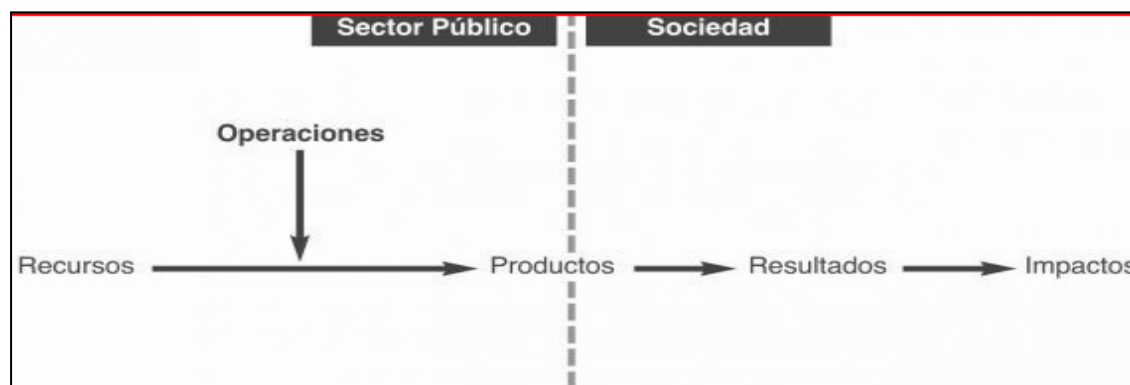 Sector Público Sociedad
Operaciones
Recursos Productos Resultados Impactos